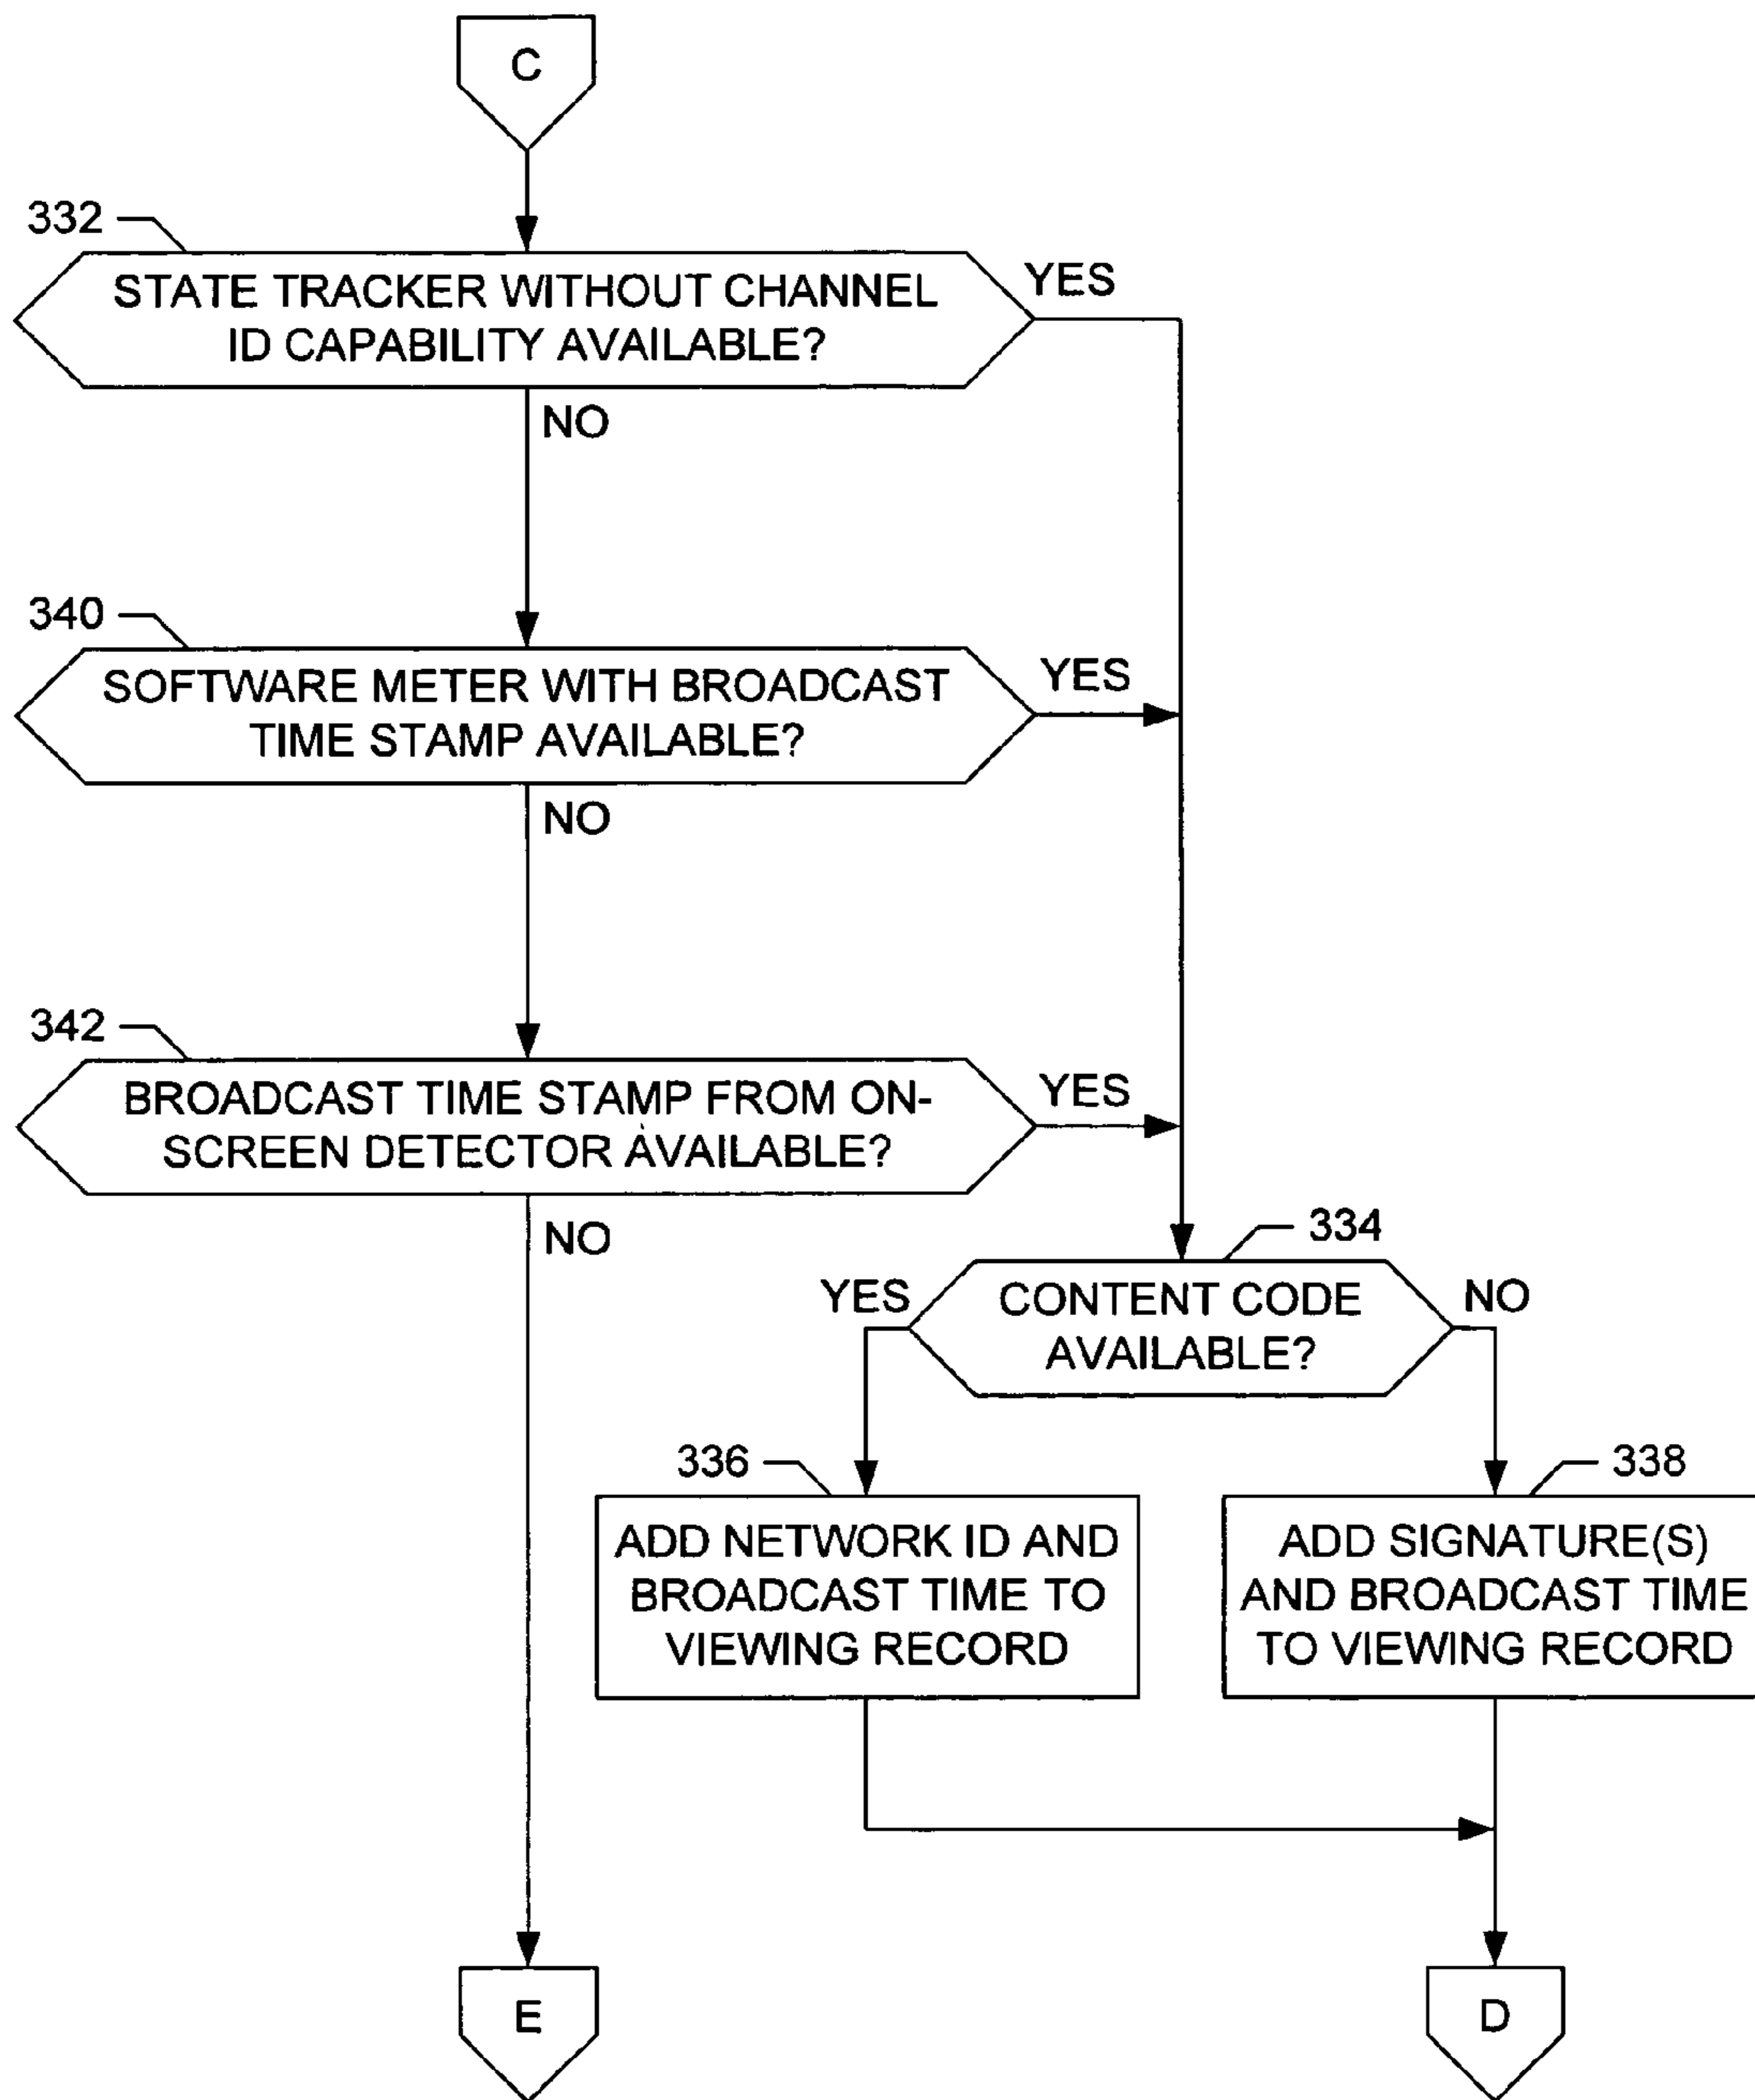 C
332
STATE TRACKER WITHOUT CHANNEL
ID CAPABILITY AVAILABLE?
YES
NO
340
SOFTWARE METER WITH BROADCAST
TIME STAMP AVAILABLE?
YES
NO
342
BROADCAST TIME STAMP FROM ON-
SCREEN DETECTOR AVAILABLE?
YES
NO
334
CONTENT CODE
AVAILABLE?
YES
NO
336
ADD NETWORK ID AND
BROADCAST TIME TO
VIEWING RECORD
338
ADD SIGNATURE(S)
AND BROADCAST TIME
TO VIEWING RECORD
E
D